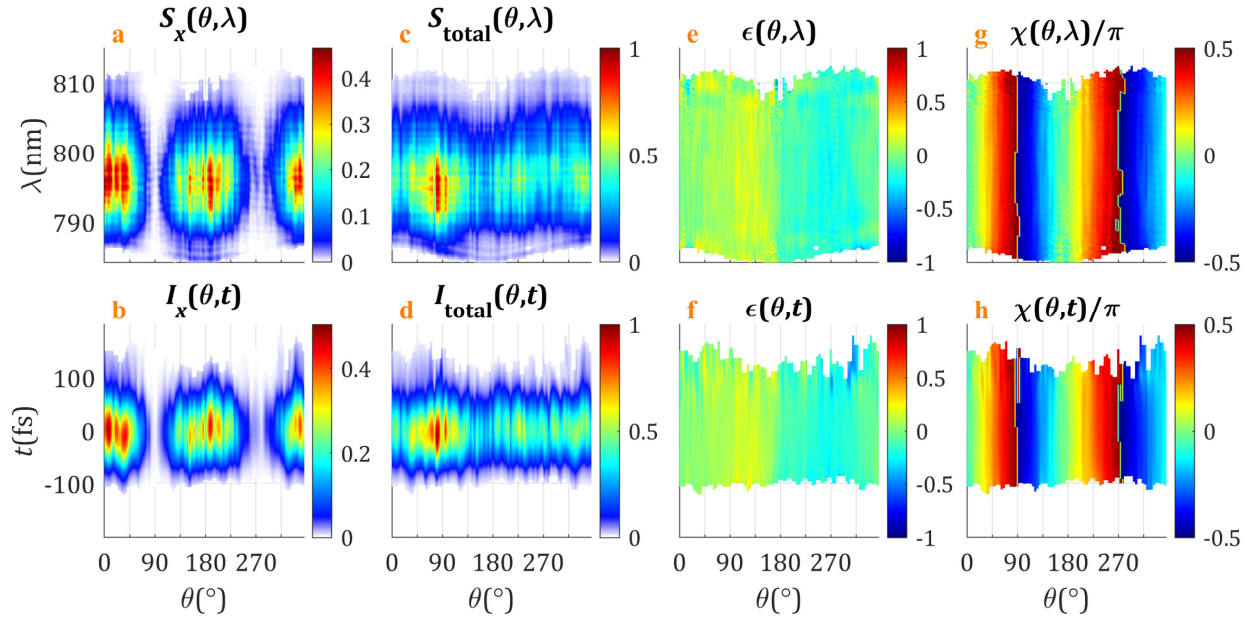 a
S_x(θ,λ)
c
S_total(θ,λ)
e
ϵ(θ,λ)
g
χ(θ,λ)/π
λ(nm)
810
800
790
0.4
0.3
0.2
0.1
0
1
0.5
0
1
0.5
0
-0.5
-1
0.5
0
-0.5
b
I_x(θ,t)
d
I_total(θ,t)
f
ϵ(θ,t)
h
χ(θ,t)/π
t(fs)
100
0
-100
0.4
0.2
0
1
0.5
0
1
0.5
0
-0.5
-1
0.5
0
-0.5
0 90 180 270
0 90 180 270
0 90 180 270
0 90 180 270
θ(°)
θ(°)
θ(°)
θ(°)